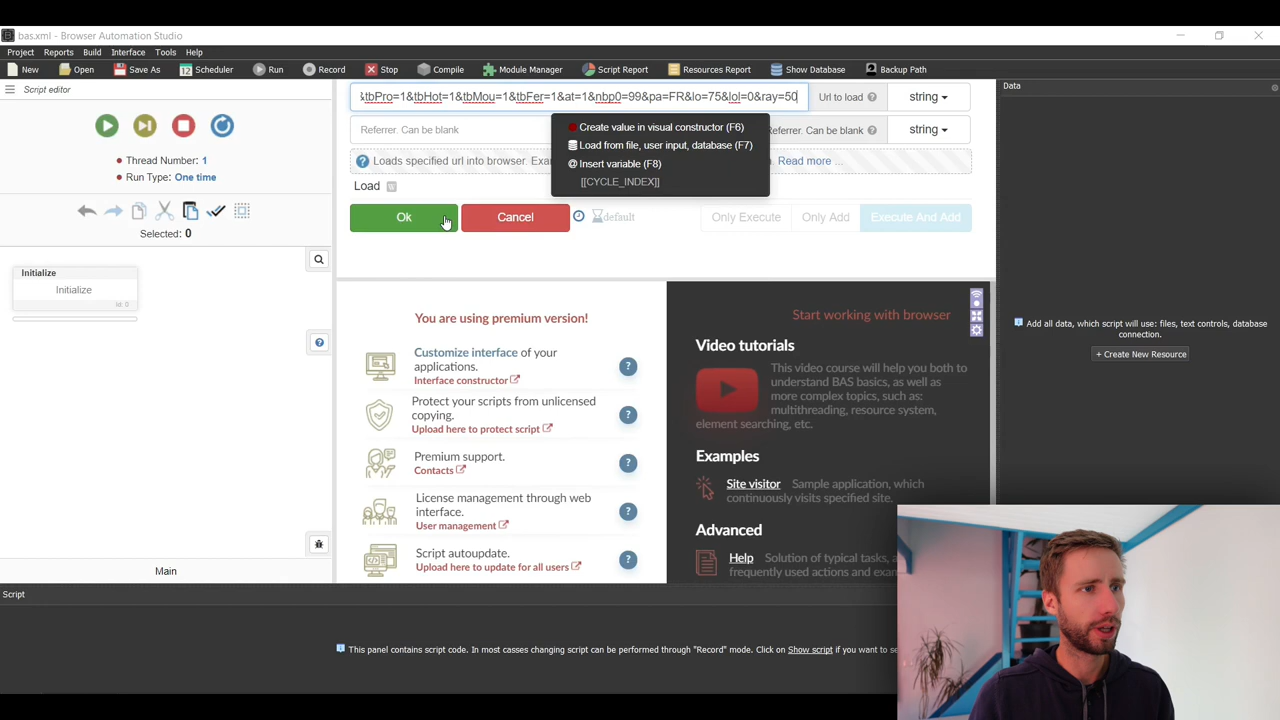 bas.xml - Browser Automation Studio
Project Reports Build Interface Tools Help
New Open Save As Scheduler Run Record Stop Compile Module Manager Script Report Resources Report Show Database Backup Path
Script editor
Thread Number: 1
Run Type: One time
Selected: 0
Initialize
Initialize
Id: 0
Main
&tbPro=1&tbHot=1&tbMou=1&tbFer=1&at=1&nbp0=99&pa=FR&lo=75&lol=0&ray=50
Url to load
string
Referrer. Can be blank
Referrer. Can be blank
string
Create value in visual constructor (F6)
Load from file, user input, database (F7)
Insert variable (F8)
[[CYCLE_INDEX]]
Loads specified url into browser. Exa
Read more ...
Load
Ok
Cancel
default
Only Execute
Only Add
Execute And Add
You are using premium version!
Customize interface of your
applications.
Interface constructor
Protect your scripts from unlicensed
copying.
Upload here to protect script
Premium support.
Contacts
License management through web
interface.
User management
Script autoupdate.
Upload here to update for all users
Start working with browser
Video tutorials
This video course will help you both to
understand BAS basics, as well as
more complex topics, such as:
multithreading, resource system,
element searching, etc.
Examples
Site visitor Sample application, which
continuously visits specified site.
Advanced
Help Solution of typical tasks, a
frequently used actions and exam
Data
Add all data, which script will use: files, text controls, database
connection.
+ Create New Resource
Script
This panel contains script code. In most casses changing script can be performed through "Record" mode. Click on Show script if you want to se